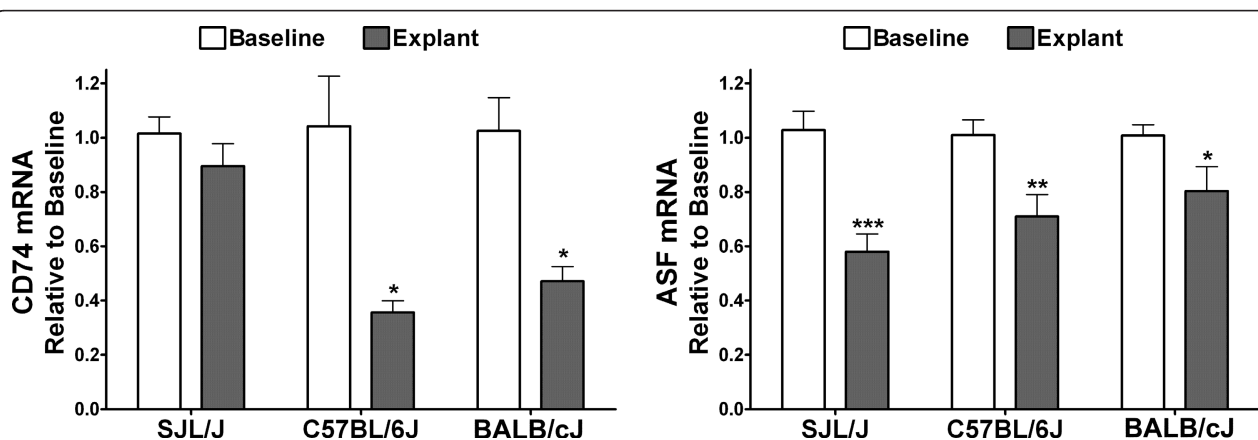 Baseline Explant
CD74 mRNA
Relative to Baseline
1.2
1.0
0.8
0.6
0.4
0.2
0.0
*
*
SJL/J C57BL/6J BALB/cJ
Baseline Explant
ASF mRNA
Relative to Baseline
1.2
1.0
0.8
0.6
0.4
0.2
0.0
***
**
*
SJL/J C57BL/6J BALB/cJ